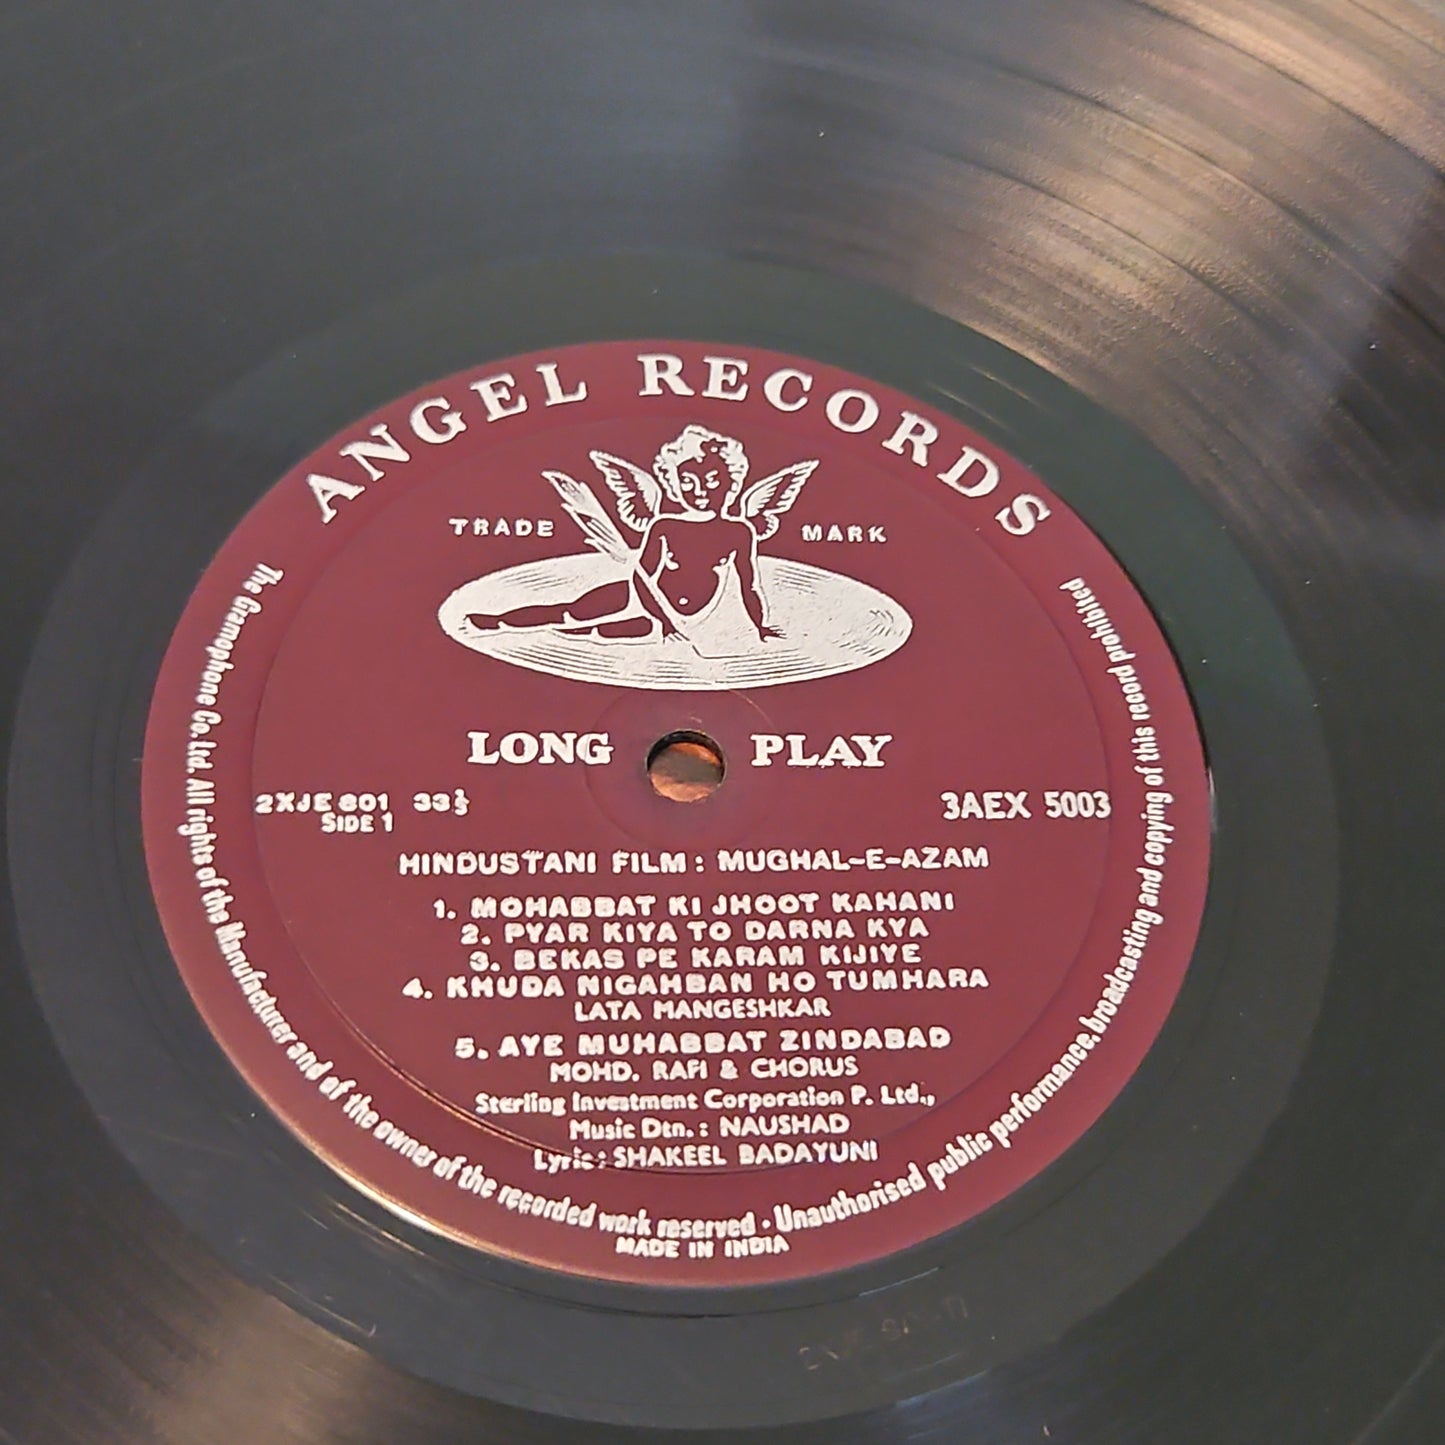 ANGEL RECORDS
TRADE MARK
LONG PLAY
2XJE 801 33⅓
SIDE 1
3AEX 5003
HINDUSTANI FILM : MUGHAL-E-AZAM
1. MOHABBAT KI JHOOT KAHANI
2. PYAR KIYA TO DARNA KYA
3. BEKAS PE KARAM KIJIYE
4. KHUDA NIGAHBAN HO TUMHARA
LATA MANGESHKAR
5. AYE MUHABBAT ZINDABAD
MOHD. RAFI & CHORUS
Sterling Investment Corporation P. Ltd.,
Music Dtn.: NAUSHAD
Lyric: SHAKEEL BADAYUNI
The Gramophone Co. Ltd. All rights of the Manufacturer and of the owner of the recorded work reserved · Unauthorised public performance, broadcasting and copying of this record prohibited
MADE IN INDIA